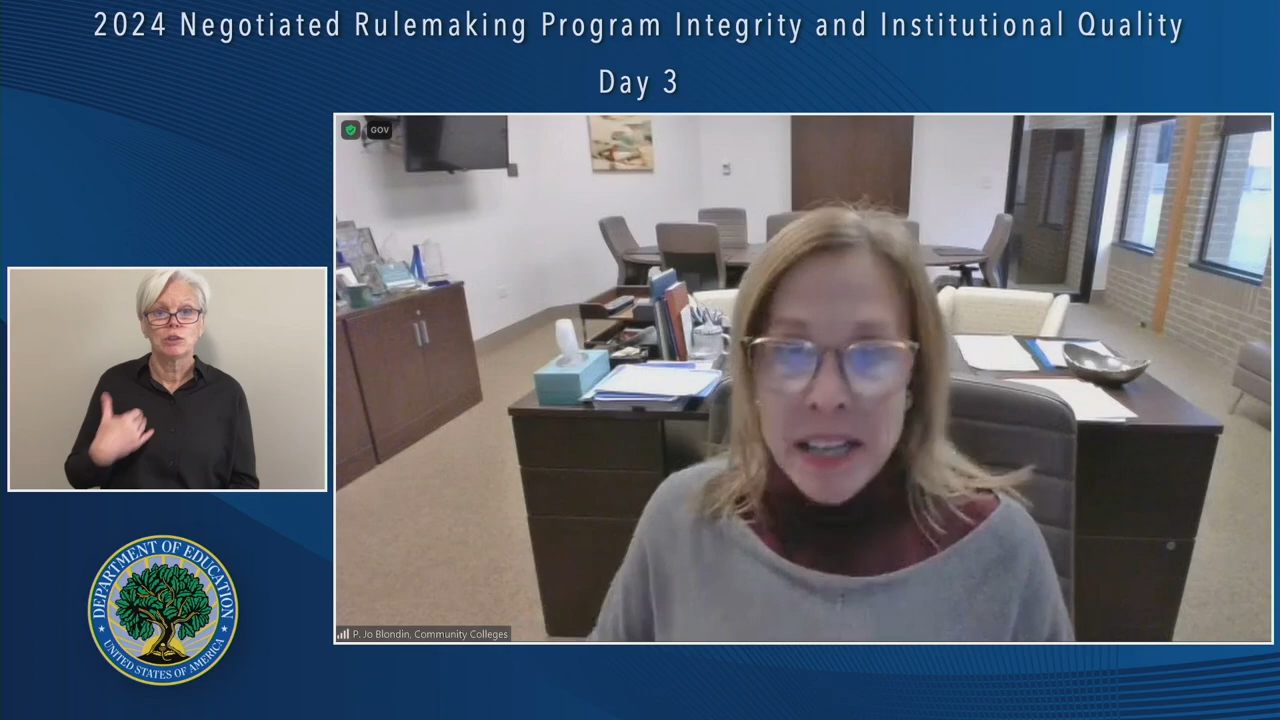 2024 Negotiated Rulemaking Program Integrity and Institutional Quality
Day 3
GOV
P. Jo Blondin, Community Colleges
DEPARTMENT OF EDUCATION
UNITED STATES OF AMERICA